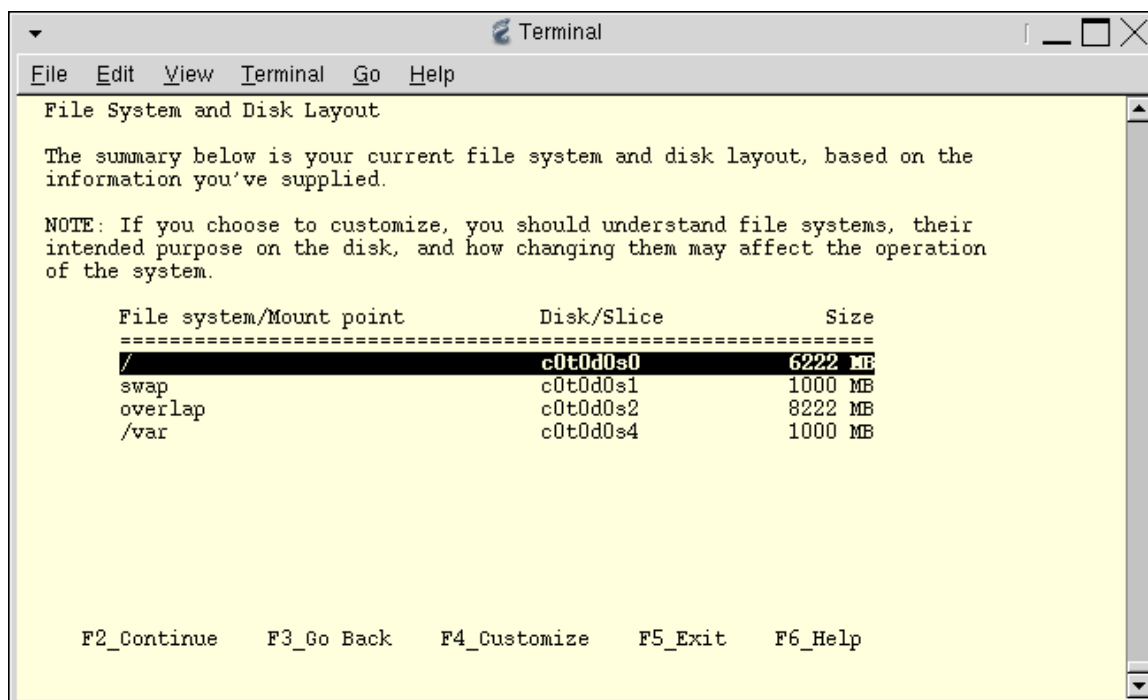 Terminal
File Edit View Terminal Go Help
File System and Disk Layout
The summary below is your current file system and disk layout, based on the
information you've supplied.
NOTE: If you choose to customize, you should understand file systems, their
intended purpose on the disk, and how changing them may affect the operation
of the system.
File system/Mount point Disk/Slice Size
=============================================================
/ c0t0d0s0 6222 MB
swap c0t0d0s1 1000 MB
overlap c0t0d0s2 8222 MB
/var c0t0d0s4 1000 MB
F2_Continue F3_Go Back F4_Customize F5_Exit F6_Help